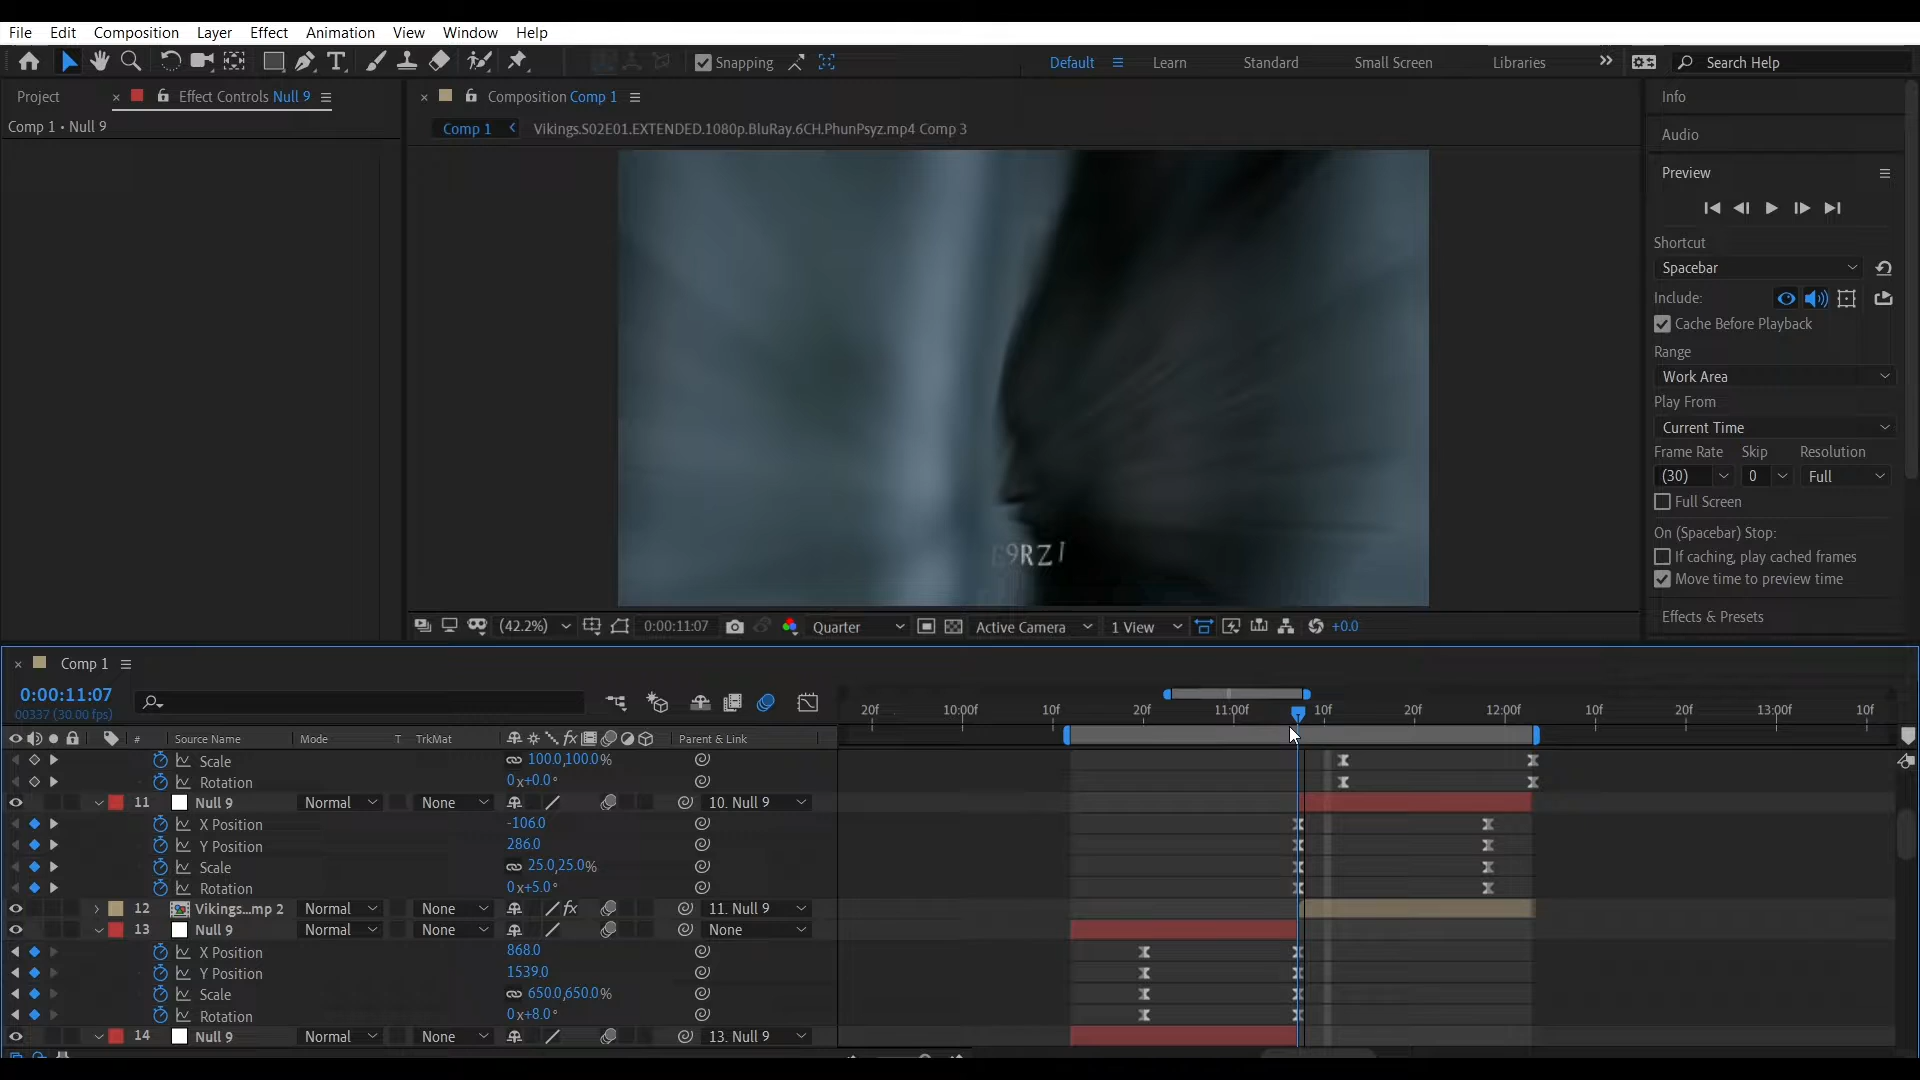 File Edit Composition Layer Effect Animation View Window Help
Snapping Default Learn Standard Small Screen Libraries Search Help
Project Effect Controls Null 9 Composition Comp 1 Info
Comp 1 • Null 9 Comp 1 Vikings.S02E01.EXTENDED.1080p.BluRay.6CH.PhunPsyz.mp4 Comp 3
Audio
Preview
Shortcut
Spacebar
Include:
Cache Before Playback
Range
Work Area
Play From
Current Time
Frame Rate Skip Resolution
(30) 0 Full
Full Screen
On (Spacebar) Stop:
If caching, play cached frames
Move time to preview time
Effects & Presets
(42.2%) 0:00:11:07 Quarter Active Camera 1 View +0.0
Comp 1
0:00:11:07
00337 (30.00 fps)
20f 10:00f 10f 20f 11:00f 10f 20f 12:00f 10f 20f 13:00f 10f
# Source Name Mode T TrkMat Parent & Link
Scale 100.0,100.0%
Rotation 0x+0.0°
11 Null 9 Normal None 10. Null 9
X Position -106.0
Y Position 286.0
Scale 25.0,25.0%
Rotation 0x+5.0°
12 Vikings...mp 2 Normal None 11. Null 9
13 Null 9 Normal None None
X Position 868.0
Y Position 1539.0
Scale 650.0,650.0%
Rotation 0x+8.0°
14 Null 9 Normal None 13. Null 9